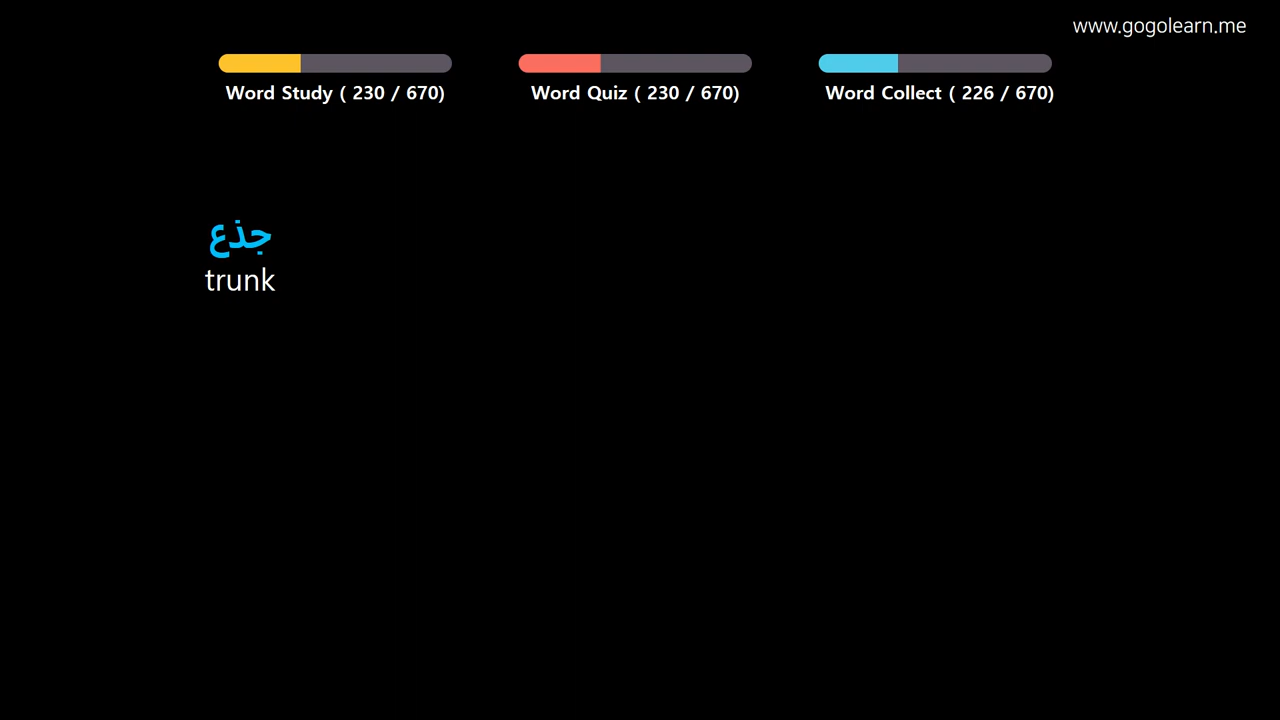 www.gogolearn.me
Word Study ( 230 / 670)
Word Quiz ( 230 / 670)
Word Collect ( 226 / 670)
جذع
trunk